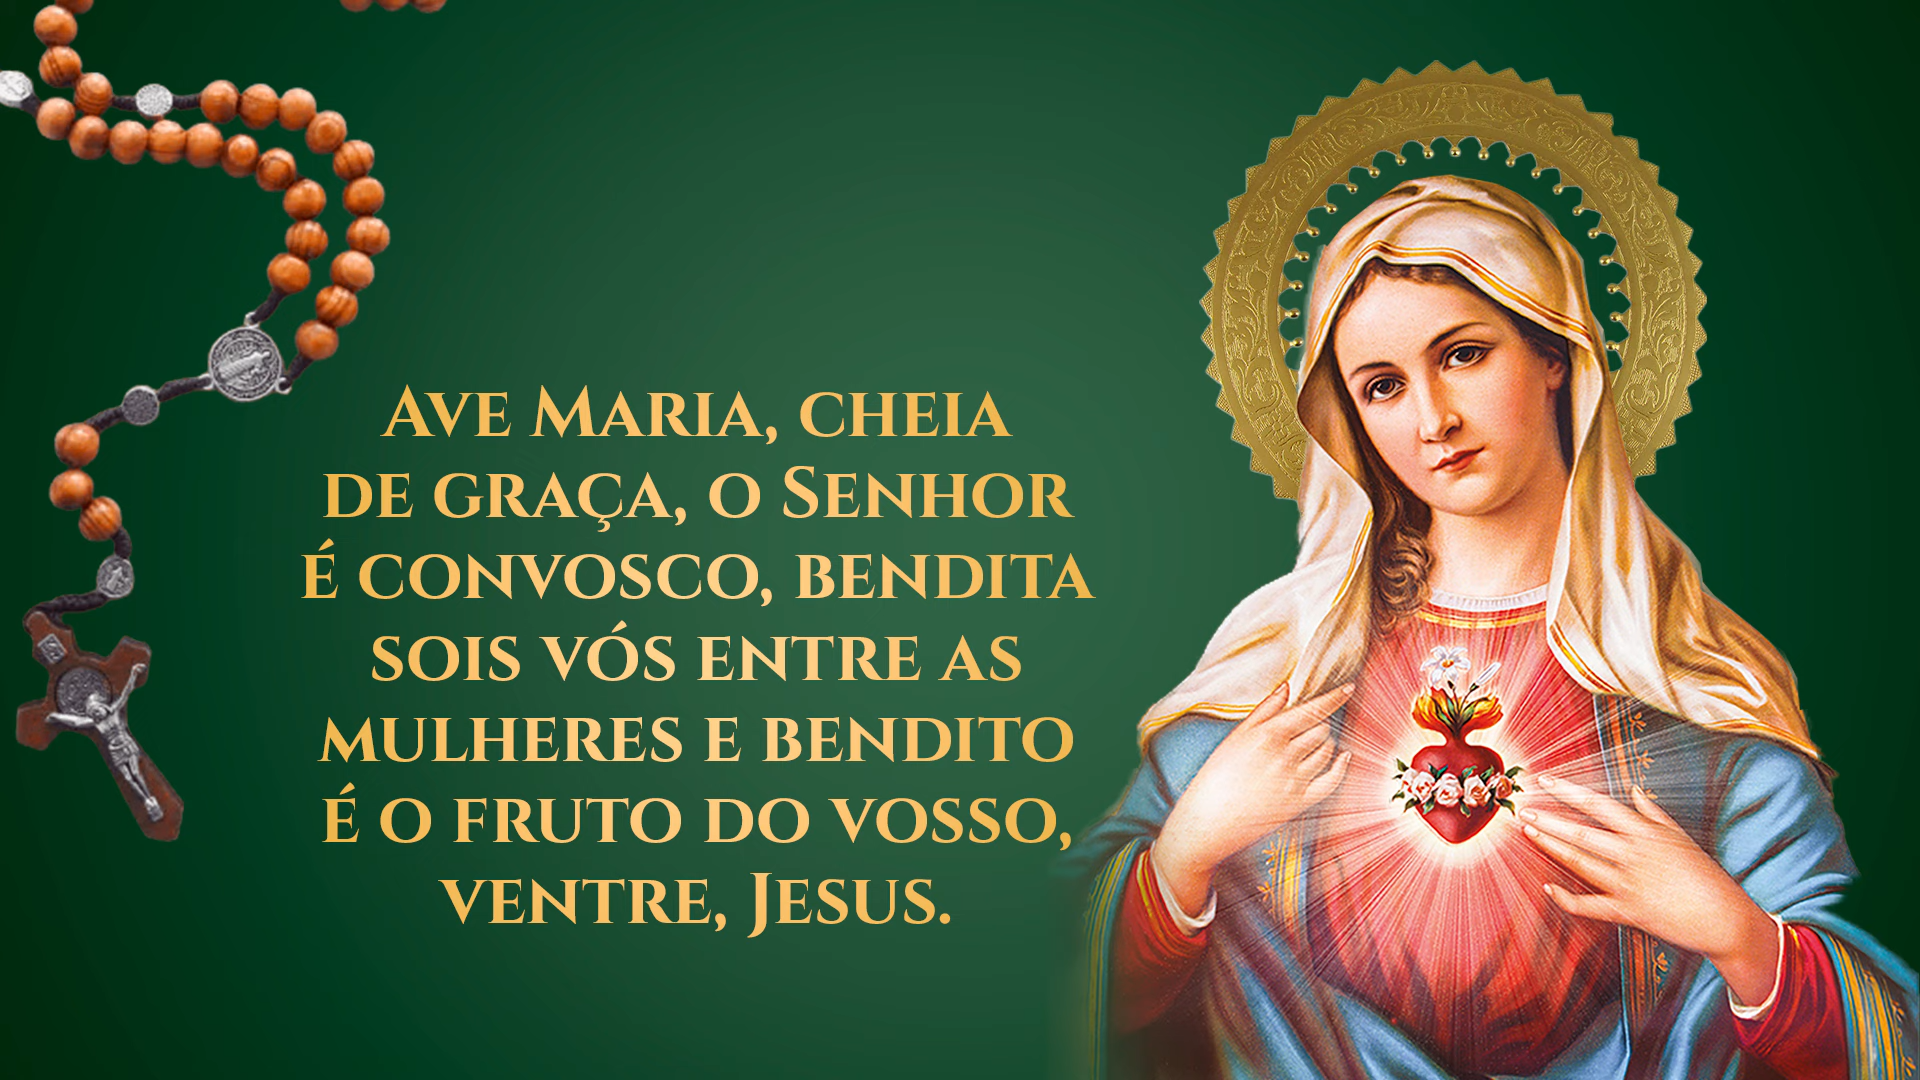 Ave Maria, cheia
de graça, o Senhor
é convosco, bendita
sois vós entre as
mulheres e bendito
é o fruto do vosso,
ventre, Jesus.